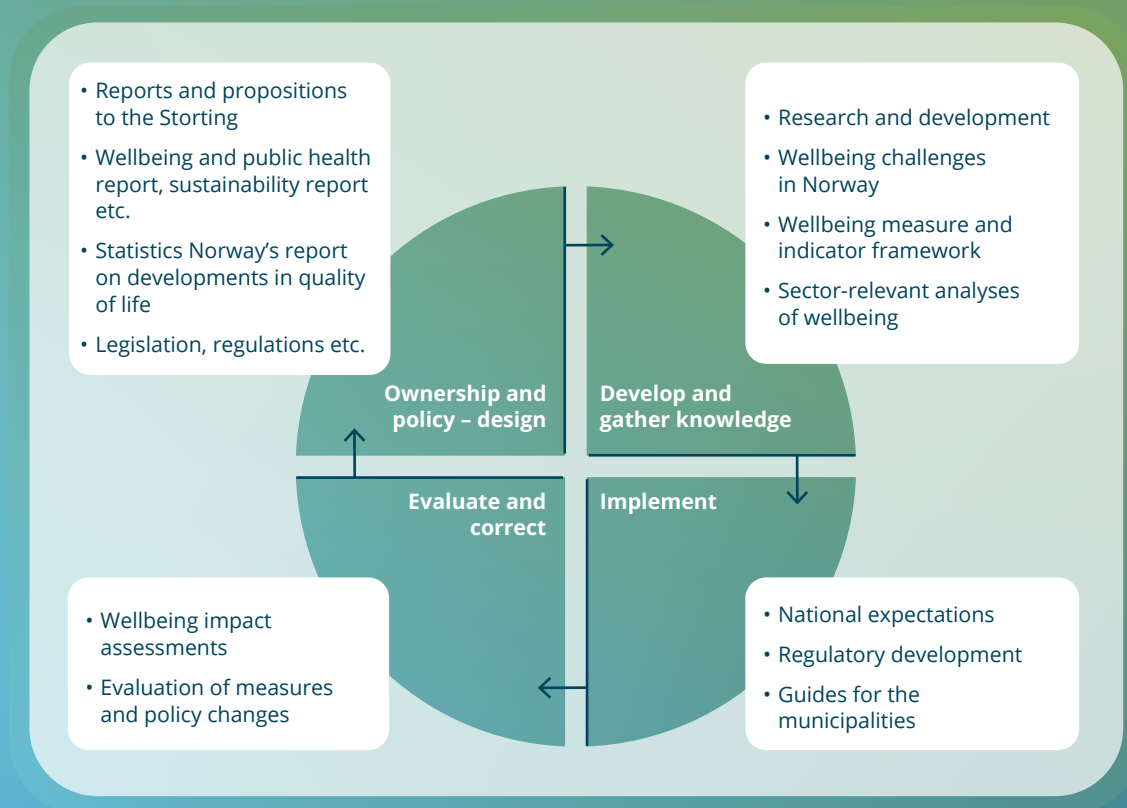 • Reports and propositions
to the Storting
• Wellbeing and public health
report, sustainability report
etc.
• Statistics Norway’s report
on developments in quality
of life
• Legislation, regulations etc.
• Research and development
• Wellbeing challenges
in Norway
• Wellbeing measure and
indicator framework
• Sector-relevant analyses
of wellbeing
Ownership and
policy – design
Develop and
gather knowledge
Evaluate and
correct
Implement
• Wellbeing impact
assessments
• Evaluation of measures
and policy changes
• National expectations
• Regulatory development
• Guides for the
municipalities